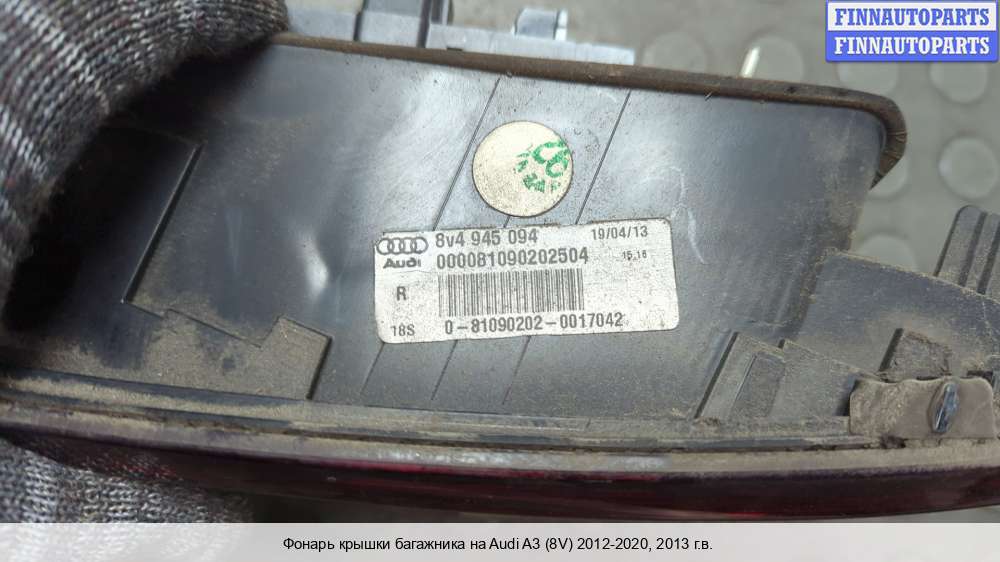 FINNAUTOPARTS
FINNAUTOPARTS
8V4 945 094 19/04/13
Audi 000081090202504 15.16
R
18S 0-81090202-0017042
Фонарь крышки багажника на Audi A3 (8V) 2012-2020, 2013 г.в.